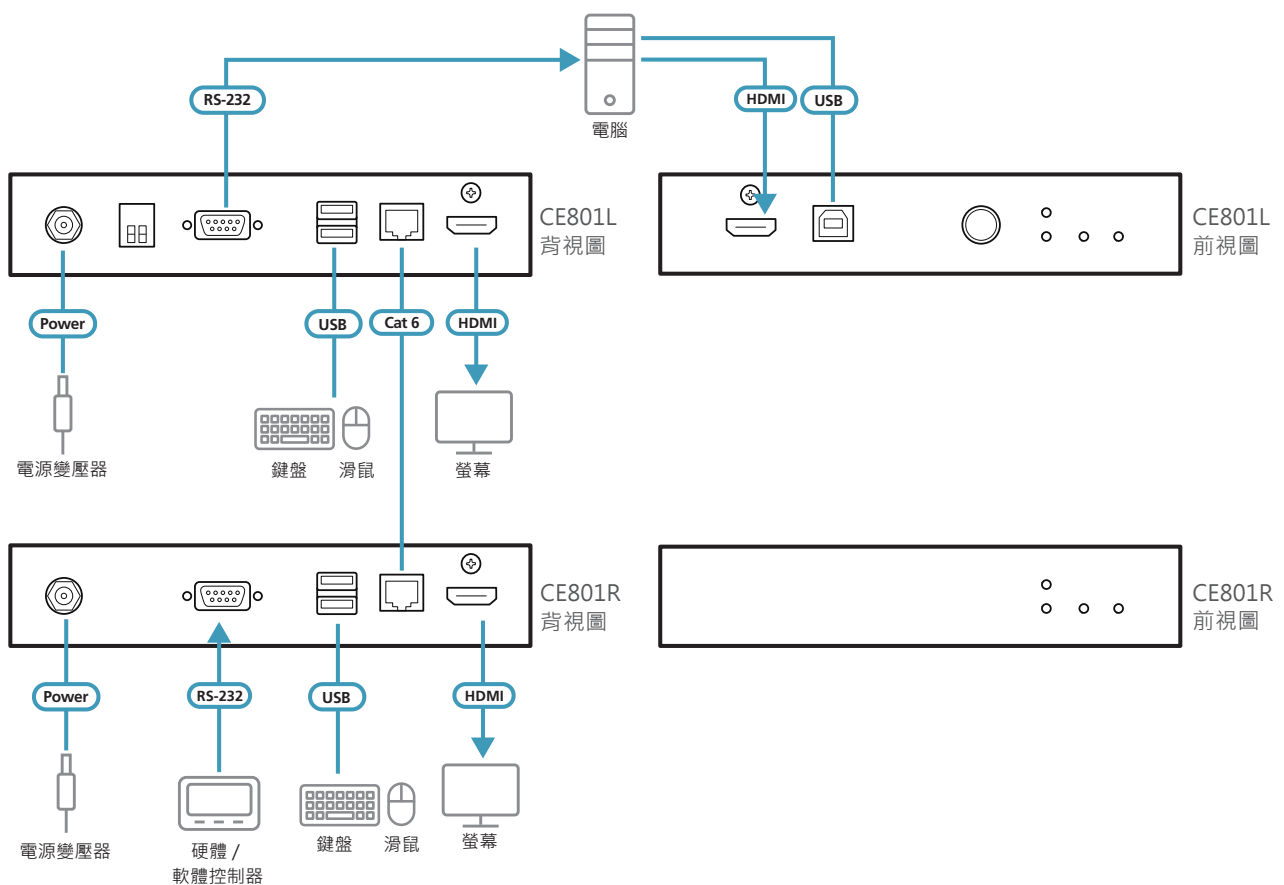 RS-232
電腦
HDMI
USB
CE801L
背視圖
CE801L
前視圖
Power
USB
Cat 6
HDMI
電源變壓器
鍵盤
滑鼠
螢幕
CE801R
背視圖
CE801R
前視圖
Power
RS-232
USB
HDMI
電源變壓器
硬體 /
軟體控制器
鍵盤
滑鼠
螢幕